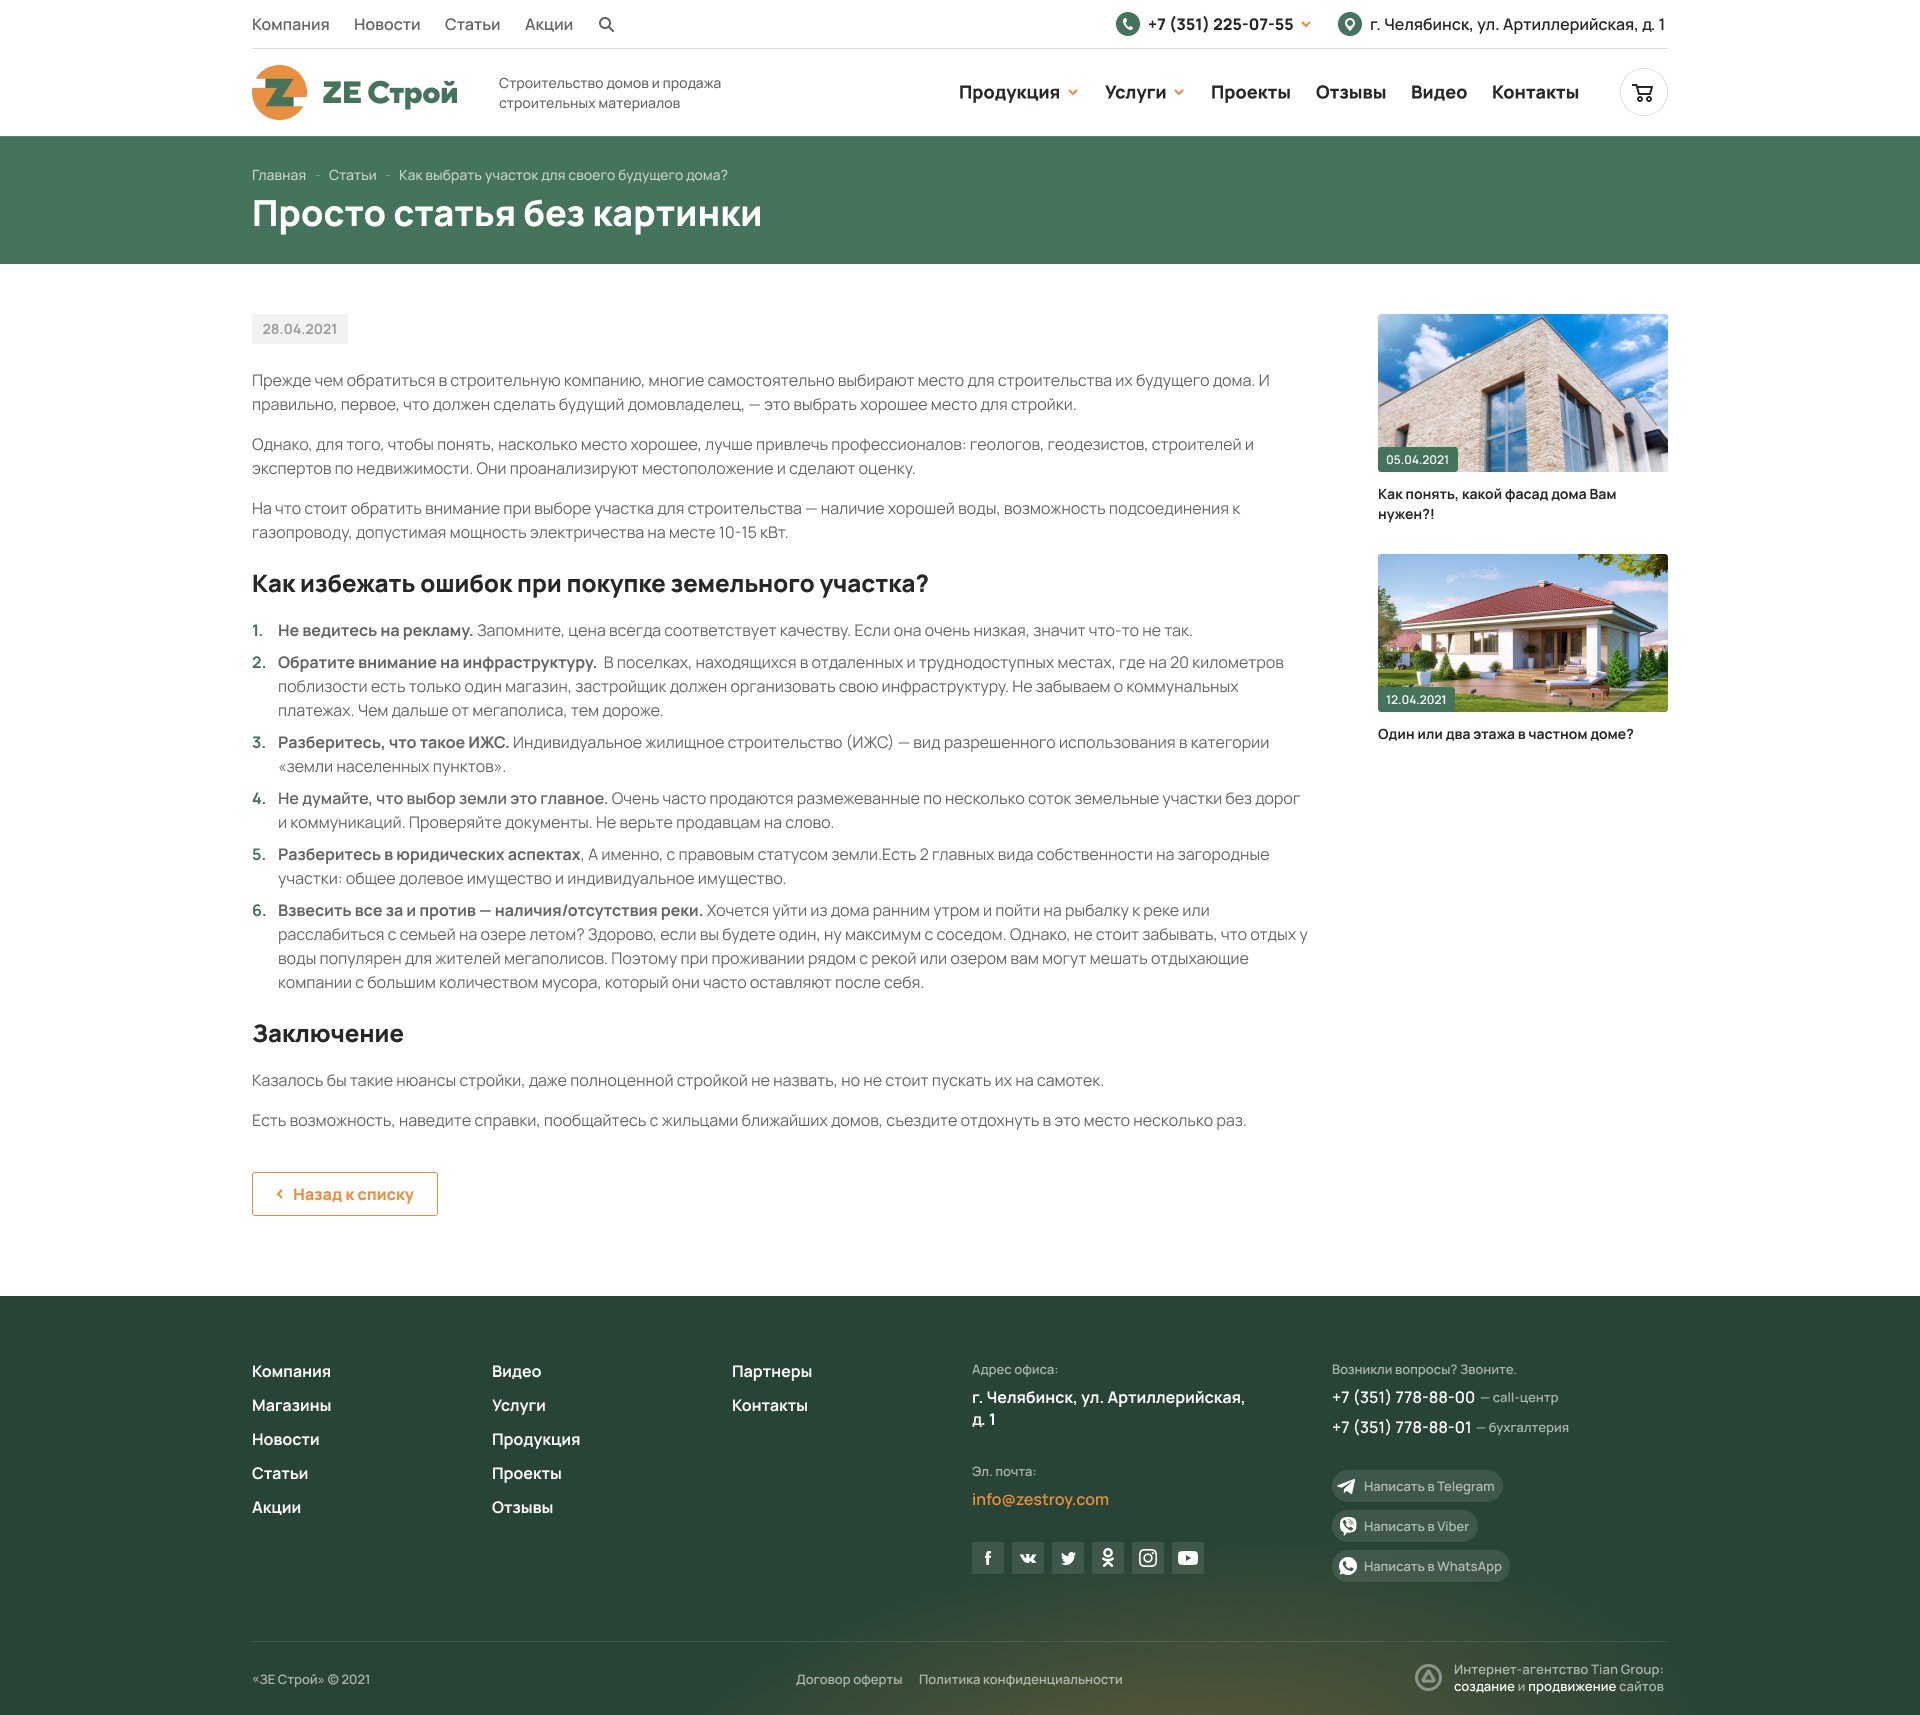 Компания Новости Статьи Акции +7 (351) 225-07-55 г. Челябинск, ул. Артиллерийская, д. 1
ZE Строй
Строительство домов и продажа
строительных материалов
Продукция Услуги Проекты Отзывы Видео Контакты
Главная - Статьи - Как выбрать участок для своего будущего дома?
Просто статья без картинки
28.04.2021
Прежде чем обратиться в строительную компанию, многие самостоятельно выбирают место для строительства их будущего дома. И
правильно, первое, что должен сделать будущий домовладелец, — это выбрать хорошее место для стройки.
Однако, для того, чтобы понять, насколько место хорошее, лучше привлечь профессионалов: геологов, геодезистов, строителей и
экспертов по недвижимости. Они проанализируют местоположение и сделают оценку.
На что стоит обратить внимание при выборе участка для строительства — наличие хорошей воды, возможность подсоединения к
газопроводу, допустимая мощность электричества на месте 10-15 кВт.
Как избежать ошибок при покупке земельного участка?
1. Не ведитесь на рекламу. Запомните, цена всегда соответствует качеству. Если она очень низкая, значит что-то не так.
2. Обратите внимание на инфраструктуру. В поселках, находящихся в отдаленных и труднодоступных местах, где на 20 километров
поблизости есть только один магазин, застройщик должен организовать свою инфраструктуру. Не забываем о коммунальных
платежах. Чем дальше от мегаполиса, тем дороже.
3. Разберитесь, что такое ИЖС. Индивидуальное жилищное строительство (ИЖС) — вид разрешенного использования в категории
«земли населенных пунктов».
4. Не думайте, что выбор земли это главное. Очень часто продаются размежеванные по несколько соток земельные участки без дорог
и коммуникаций. Проверяйте документы. Не верьте продавцам на слово.
5. Разберитесь в юридических аспектах, А именно, с правовым статусом земли.Есть 2 главных вида собственности на загородные
участки: общее долевое имущество и индивидуальное имущество.
6. Взвесить все за и против — наличия/отсутствия реки. Хочется уйти из дома ранним утром и пойти на рыбалку к реке или
расслабиться с семьей на озере летом? Здорово, если вы будете один, ну максимум с соседом. Однако, не стоит забывать, что отдых у
воды популярен для жителей мегаполисов. Поэтому при проживании рядом с рекой или озером вам могут мешать отдыхающие
компании с большим количеством мусора, который они часто оставляют после себя.
Заключение
Казалось бы такие нюансы стройки, даже полноценной стройкой не назвать, но не стоит пускать их на самотек.
Есть возможность, наведите справки, пообщайтесь с жильцами ближайших домов, съездите отдохнуть в это место несколько раз.
Назад к списку
05.04.2021
Как понять, какой фасад дома Вам
нужен?!
12.04.2021
Один или два этажа в частном доме?
Компания
Магазины
Новости
Статьи
Акции
Видео
Услуги
Продукция
Проекты
Отзывы
Партнеры
Контакты
Адрес офиса:
г. Челябинск, ул. Артиллерийская,
д. 1
Эл. почта:
info@zestroy.com
Возникли вопросы? Звоните.
+7 (351) 778-88-00 — call-центр
+7 (351) 778-88-01 — бухгалтерия
Написать в Telegram
Написать в Viber
Написать в WhatsApp
«ЗЕ Строй» © 2021
Договор оферты Политика конфиденциальности
Интернет-агентство Tian Group:
создание и продвижение сайтов